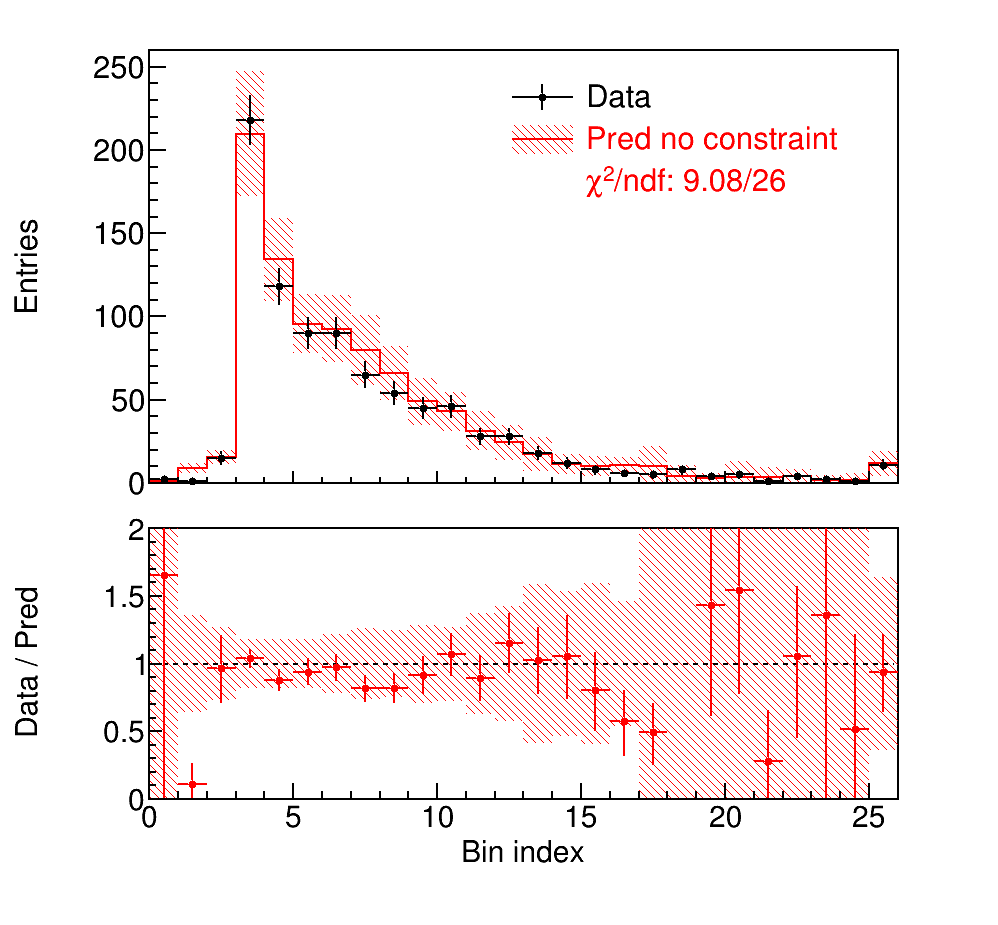 250
200
150
100
50
0
Entries
Data
Pred no constraint
χ²/ndf: 9.08/26
2
1.5
1
0.5
0
Data / Pred
0 5 10 15 20 25
Bin index